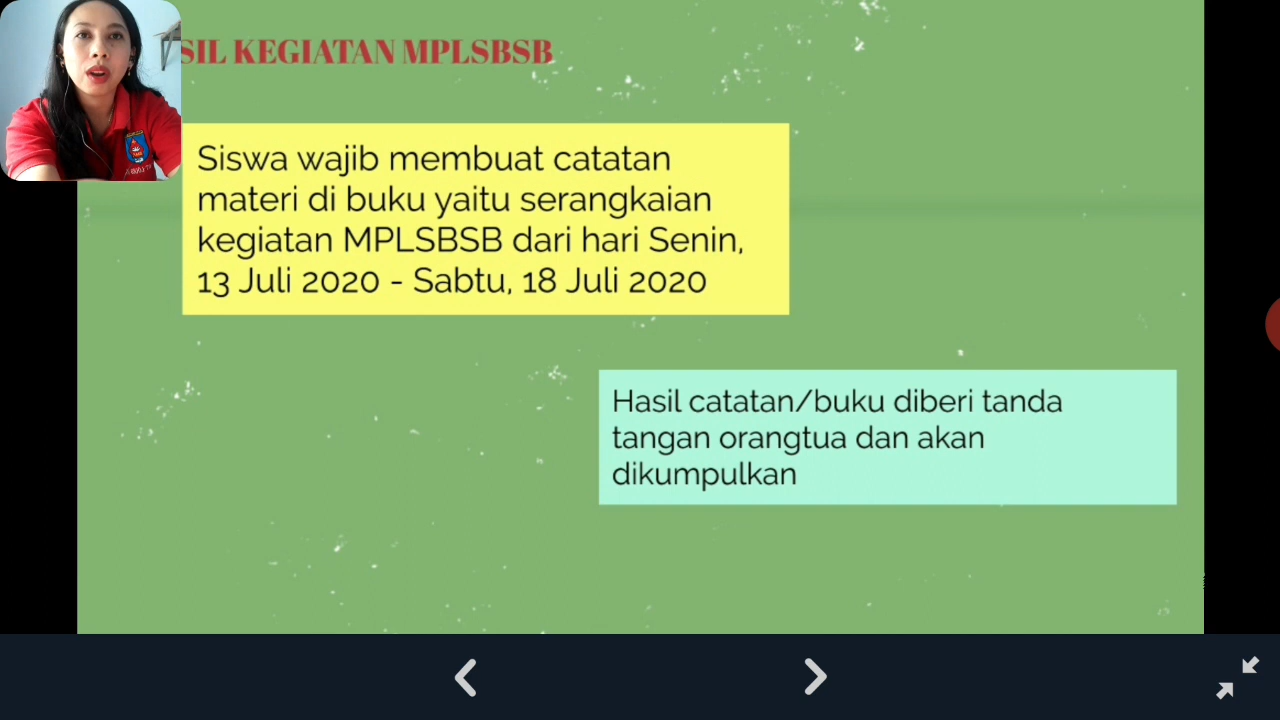 SIL KEGIATAN MPLSBSB
Siswa wajib membuat catatan
materi di buku yaitu serangkaian
kegiatan MPLSBSB dari hari Senin,
13 Juli 2020 - Sabtu, 18 Juli 2020
Hasil catatan/buku diberi tanda
tangan orangtua dan akan
dikumpulkan